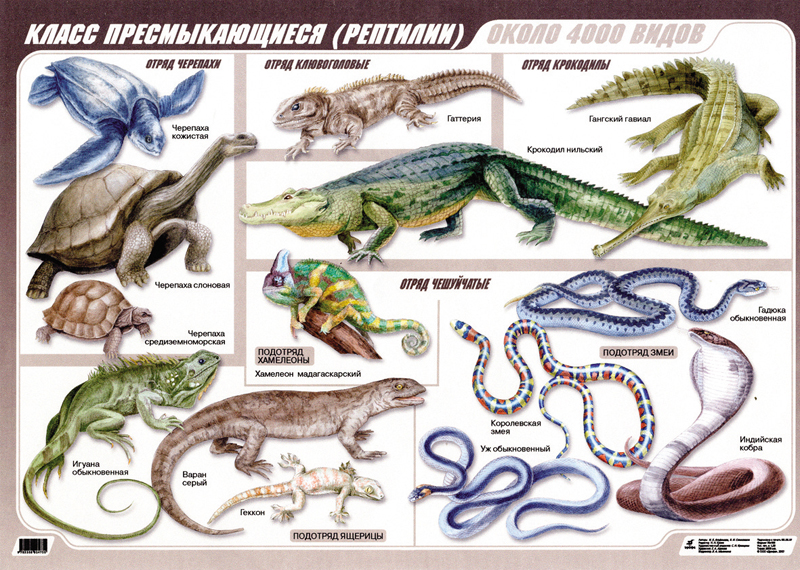 КЛАСС ПРЕСМЫКАЮЩИЕСЯ (РЕПТИЛИИ)
ОКОЛО 4000 ВИДОВ
ОТРЯД ЧЕРЕПАХИ
ОТРЯД КЛЮВОГОЛОВЫЕ
ОТРЯД КРОКОДИЛЫ
Черепаха
кожистая
Гаттерия
Гангский гавиал
Крокодил нильский
Черепаха слоновая
Черепаха
средиземноморская
ОТРЯД ЧЕШУЙЧАТЫЕ
ПОДОТРЯД
ХАМЕЛЕОНЫ
Хамелеон мадагаскарский
Гадюка
обыкновенная
ПОДОТРЯД ЗМЕИ
Королевская
змея
Уж обыкновенный
Индийская
кобра
Игуана
обыкновенная
Варан
серый
Геккон
ПОДОТРЯД ЯЩЕРИЦЫ